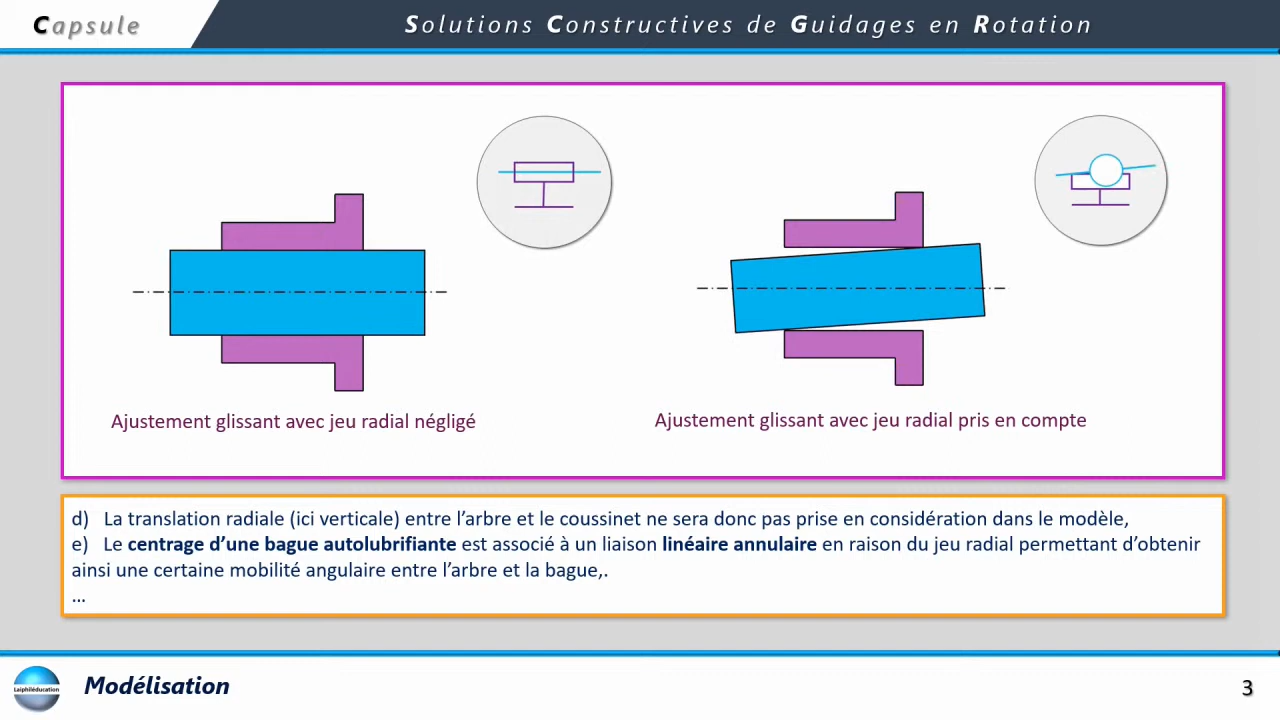 Capsule
Solutions Constructives de Guidages en Rotation
Ajustement glissant avec jeu radial négligé
Ajustement glissant avec jeu radial pris en compte
d) La translation radiale (ici verticale) entre l’arbre et le coussinet ne sera donc pas prise en considération dans le modèle,
e) Le centrage d’une bague autolubrifiante est associé à un liaison linéaire annulaire en raison du jeu radial permettant d’obtenir
ainsi une certaine mobilité angulaire entre l’arbre et la bague,.
...
Laiphiléducation
Modélisation
3